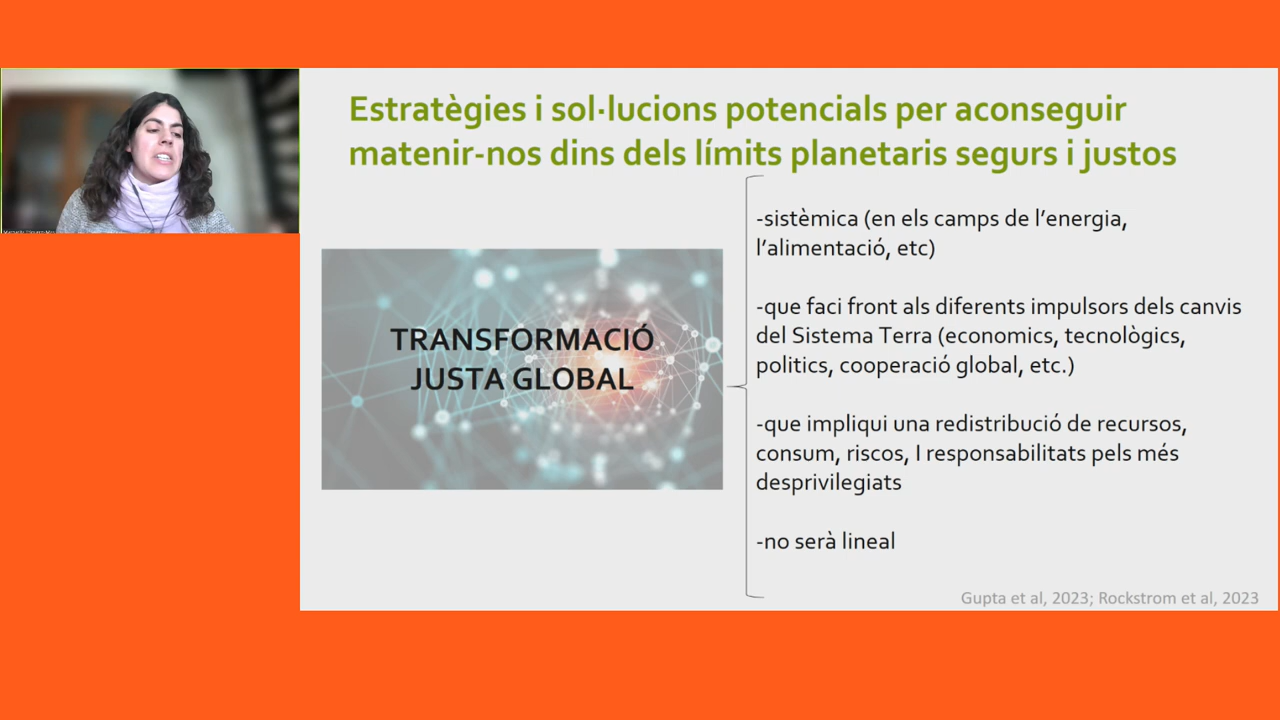 Estratègies i sol·lucions potencials per aconseguir
matenir-nos dins dels límits planetaris segurs i justos
TRANSFORMACIÓ
JUSTA GLOBAL
-sistèmica (en els camps de l'energia,
l'alimentació, etc)
-que faci front als diferents impulsors dels canvis
del Sistema Terra (economics, tecnològics,
politics, cooperació global, etc.)
-que impliqui una redistribució de recursos,
consum, riscos, I responsabilitats pels més
desprivilegiats
-no serà lineal
Gupta et al, 2023; Rockstrom et al, 2023